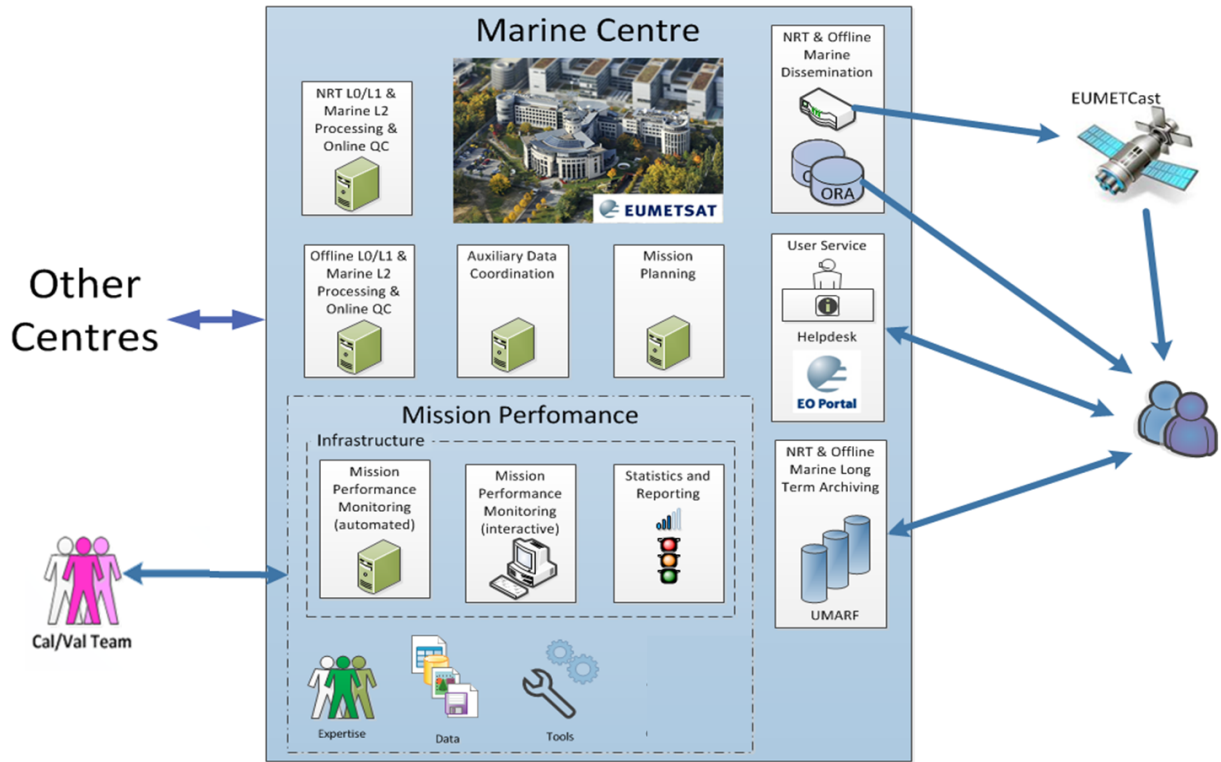 Marine Centre
NRT L0/L1 &
Marine L2
Processing &
Online QC
EUMETSAT
NRT & Offline
Marine
Dissemination
ORA
EUMETCast
Offline L0/L1 &
Marine L2
Processing &
Online QC
Auxiliary Data
Coordination
Mission
Planning
User Service
Helpdesk
EO Portal
Other
Centres
Mission Perfomance
Infrastructure
Mission
Performance
Monitoring
(automated)
Mission
Performance
Monitoring
(interactive)
Statistics and
Reporting
NRT & Offline
Marine Long
Term Archiving
UMARF
Cal/Val Team
Expertise
Data
Tools